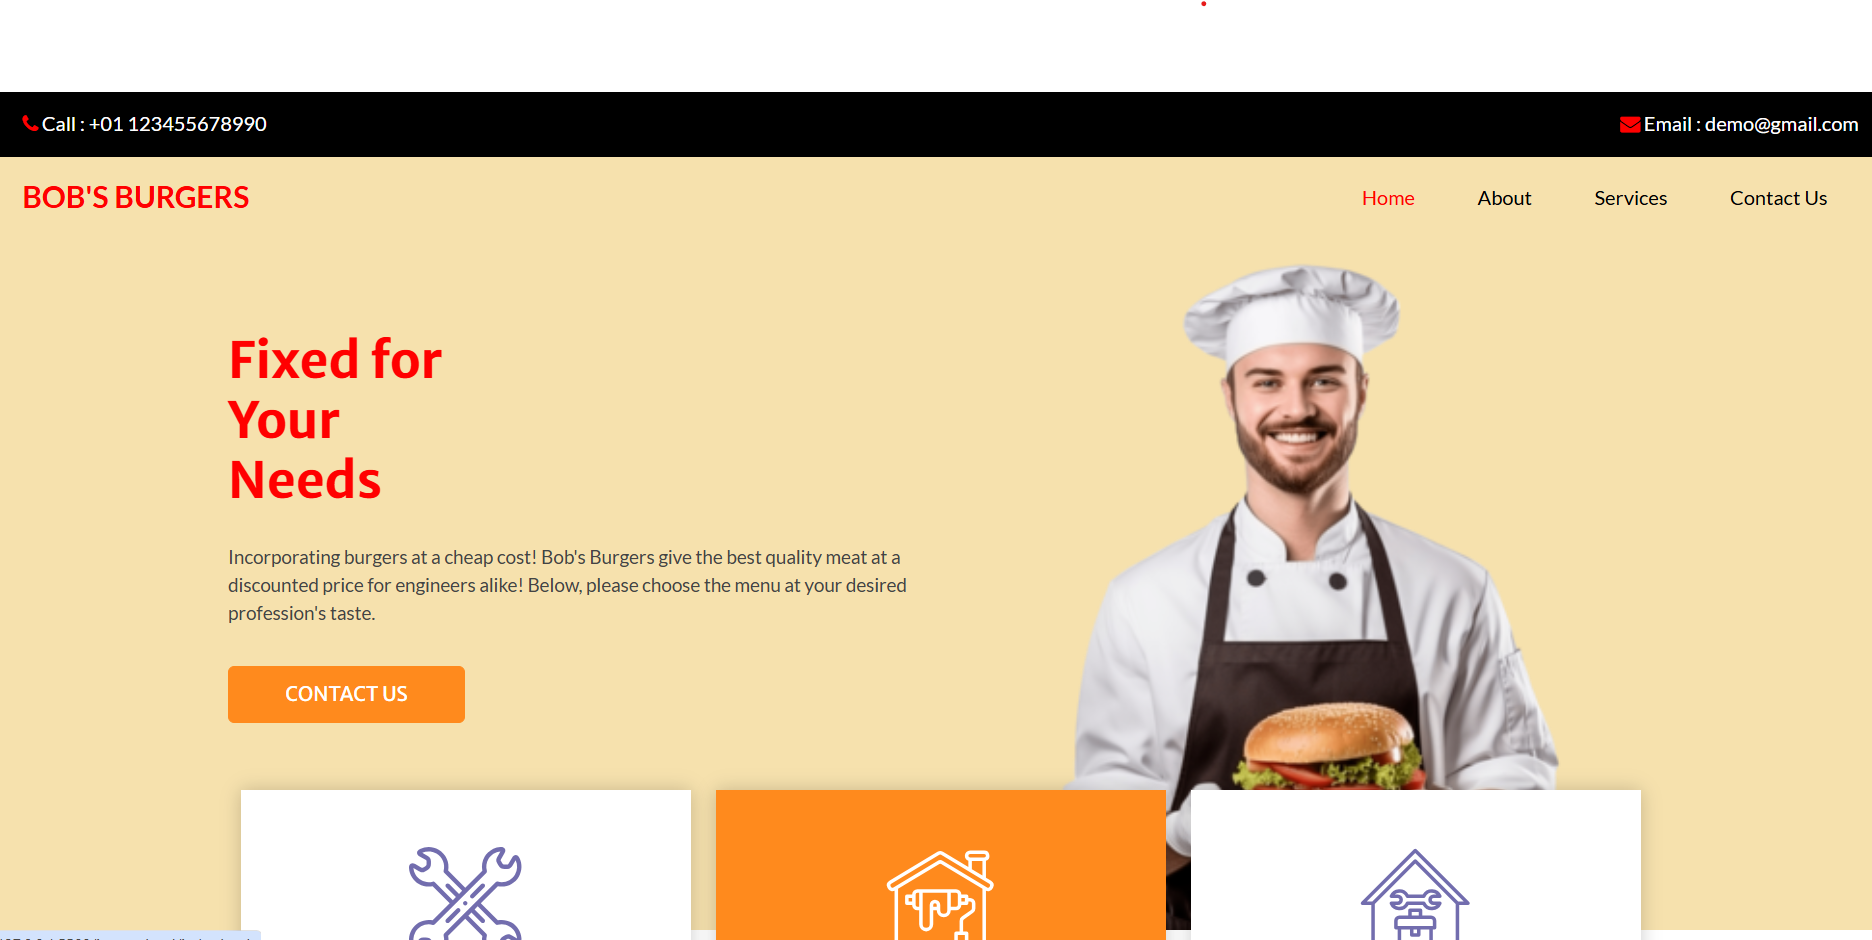 Call : +01 123455678990
Email : demo@gmail.com
BOB'S BURGERS
Home
About
Services
Contact Us
Fixed for
Your
Needs
Incorporating burgers at a cheap cost! Bob's Burgers give the best quality meat at a
discounted price for engineers alike! Below, please choose the menu at your desired
profession's taste.
CONTACT US